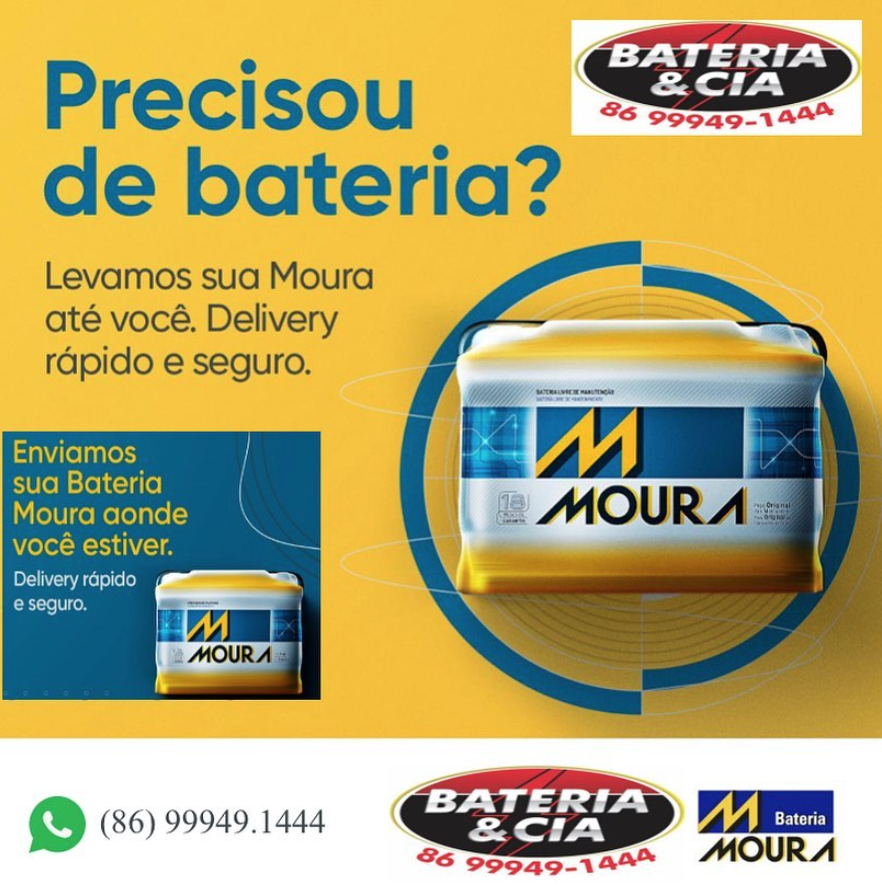 Precisou
de bateria?
BATERIA
& CIA
86 99949-1444
Levamos sua Moura
até você. Delivery
rápido e seguro.
BATERIA LIVRE DE MANUTENÇÃO
M
MOURA
18
Enviamos
sua Bateria
Moura aonde
você estiver.
Delivery rápido
e seguro.
M
MOURA
(86) 99949.1444
BATERIA
& CIA
86 99949-1444
M Bateria
MOURA